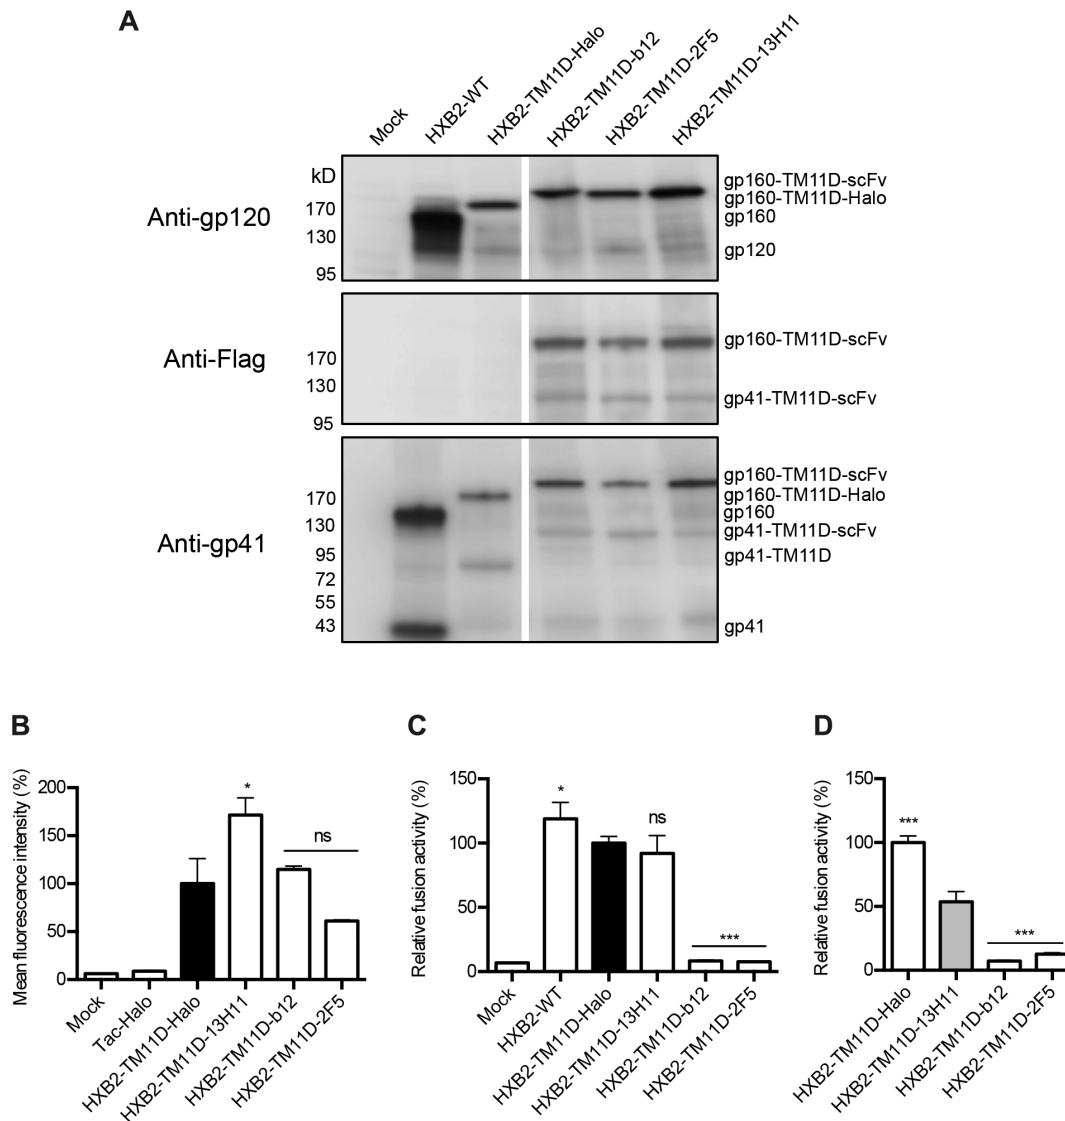 A
Mock
HXB2-WT
HXB2-TM11D-Halo
HXB2-TM11D-b12
HXB2-TM11D-2F5
HXB2-TM11D-13H11
Anti-gp120
kD
170
130
95
gp160-TM11D-scFv
gp160-TM11D-Halo
gp160
gp120
Anti-Flag
170
130
95
gp160-TM11D-scFv
gp41-TM11D-scFv
Anti-gp41
170
130
95
72
55
43
gp160-TM11D-scFv
gp160-TM11D-Halo
gp160
gp41-TM11D-scFv
gp41-TM11D
gp41
B
Mean fluorescence intensity (%)
200
150
100
50
0
*
ns
Mock
Tac-Halo
HXB2-TM11D-Halo
HXB2-TM11D-13H11
HXB2-TM11D-b12
HXB2-TM11D-2F5
C
Relative fusion activity (%)
150
100
50
0
*
ns
***
Mock
HXB2-WT
HXB2-TM11D-Halo
HXB2-TM11D-13H11
HXB2-TM11D-b12
HXB2-TM11D-2F5
D
Relative fusion activity (%)
150
100
50
0
***
***
HXB2-TM11D-Halo
HXB2-TM11D-13H11
HXB2-TM11D-b12
HXB2-TM11D-2F5